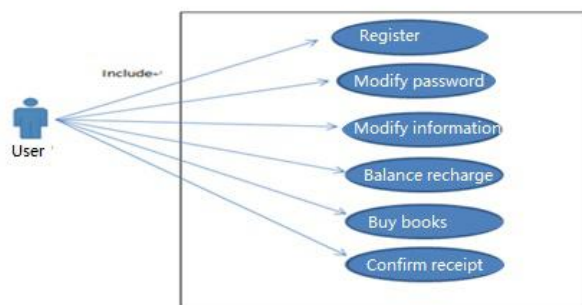 Register
Include
Modify password
Modify information
User
Balance recharge
Buy books
Confirm receipt